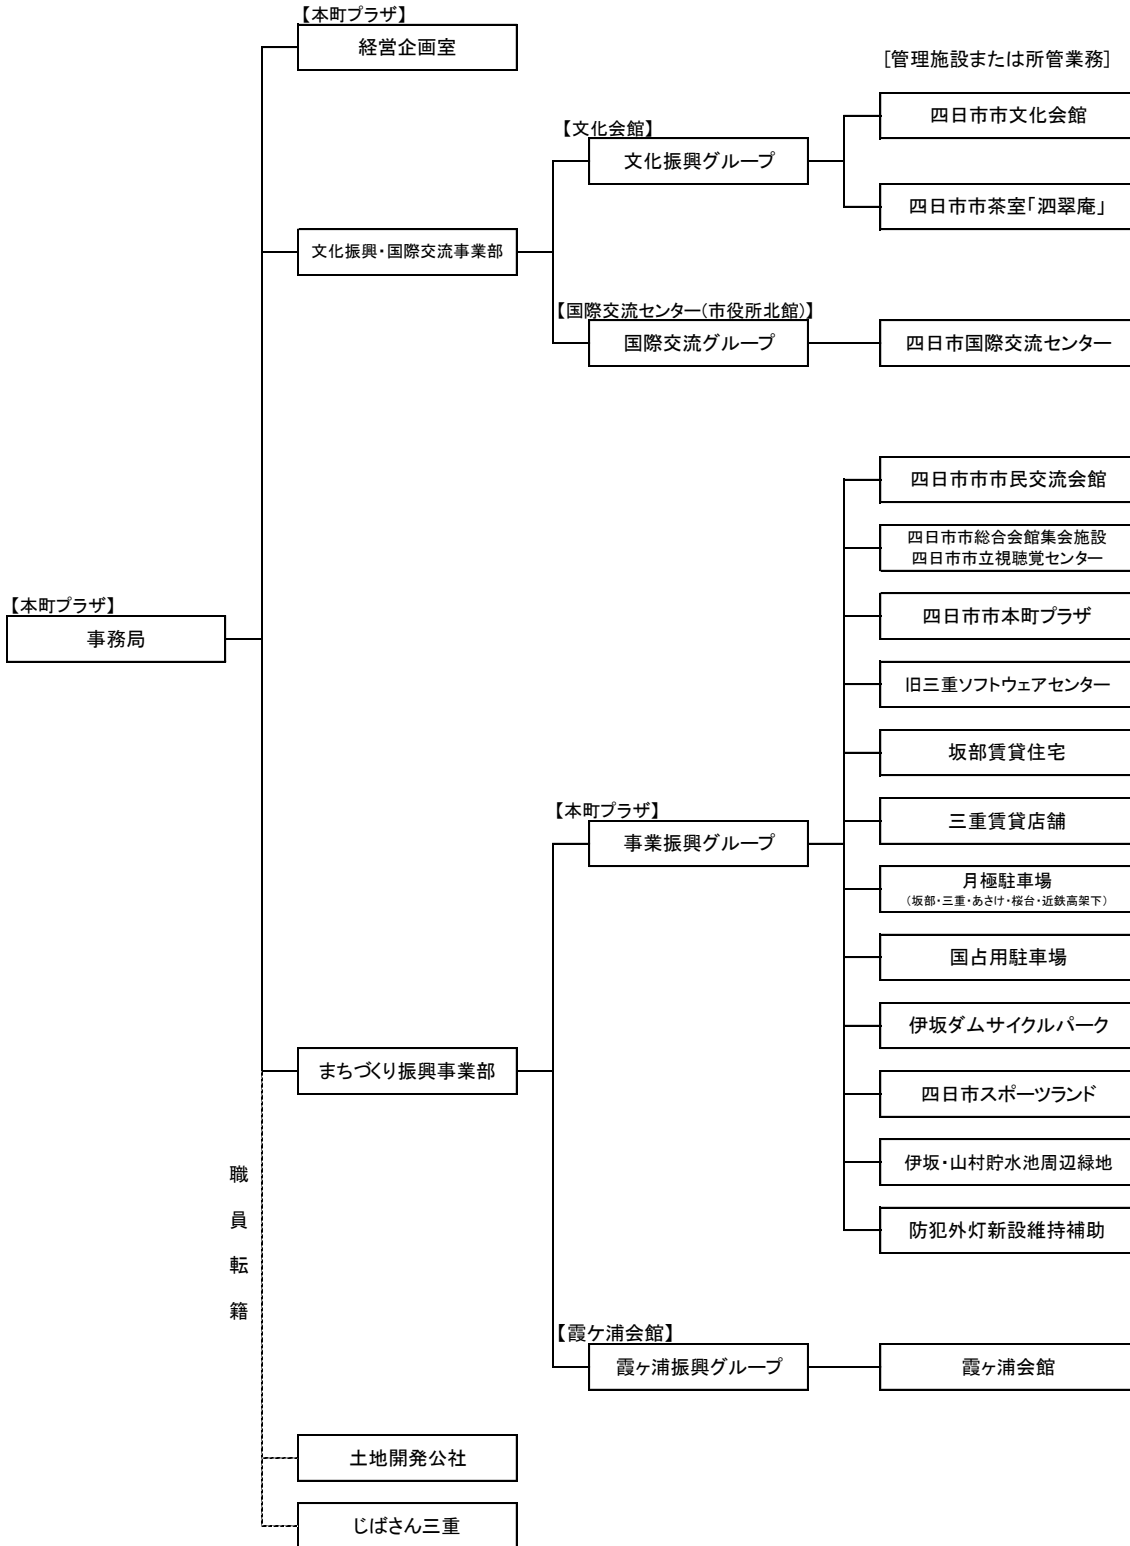 【本町プラザ】
経営企画室
[管理施設または所管業務]
四日市市文化会館
【文化会館】
文化振興グループ
四日市市茶室「泗翠庵」
文化振興・国際交流事業部
【国際交流センター(市役所北館)】
国際交流グループ
四日市国際交流センター
四日市市市民交流会館
四日市市総合会館集会施設
四日市市立視聴覚センター
【本町プラザ】
事務局
四日市市本町プラザ
旧三重ソフトウェアセンター
坂部賃貸住宅
【本町プラザ】
事業振興グループ
三重賃貸店舗
月極駐車場
(坂部・三重・あさけ・桜台・近鉄高架下)
国占用駐車場
伊坂ダムサイクルパーク
まちづくり振興事業部
四日市スポーツランド
伊坂・山村貯水池周辺緑地
防犯外灯新設維持補助
職
員
転
籍
【霞ケ浦会館】
霞ヶ浦振興グループ
霞ヶ浦会館
土地開発公社
じばさん三重